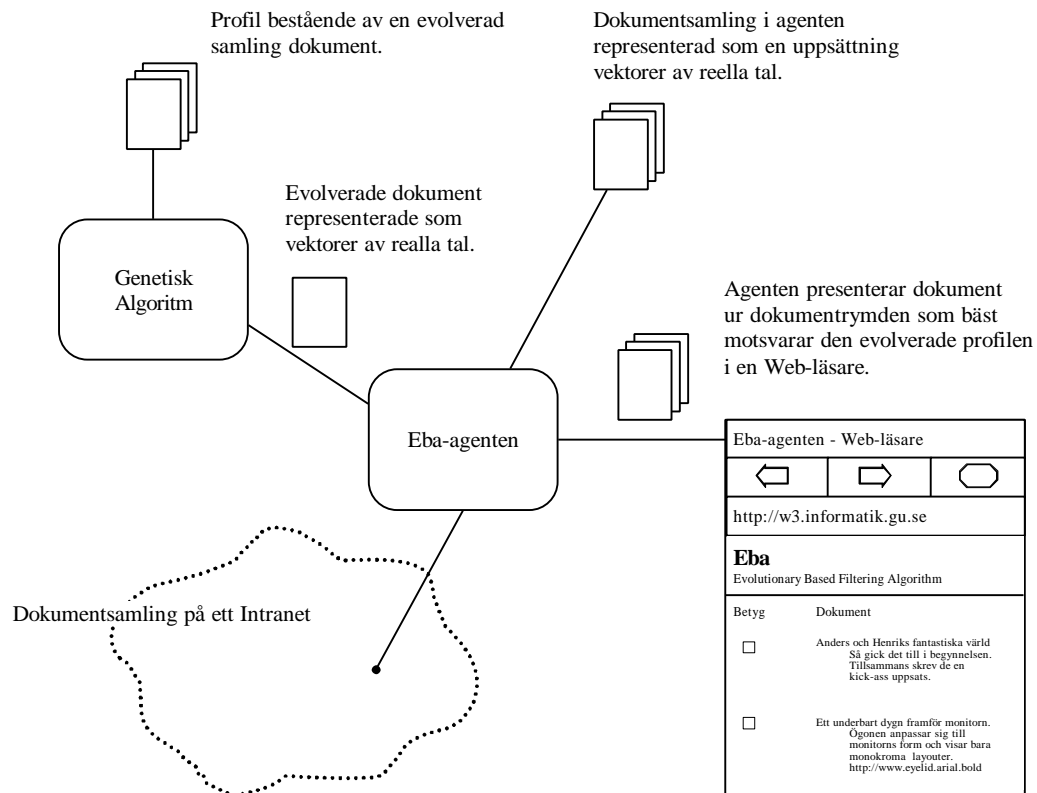 Profil bestående av en evolverad
samling dokument.
Dokumentsamling i agenten
representerad som en uppsättning
vektorer av reella tal.
Evolverade dokument
representerade som
vektorer av realla tal.
Genetisk
Algoritm
Agenten presenterar dokument
ur dokumentrymden som bäst
motsvarar den evolverade profilen
i en Web-läsare.
Eba-agenten
Eba-agenten - Web-läsare
http://w3.informatik.gu.se
Eba
Evolutionary Based Filtering Algorithm
Dokumentsamling på ett Intranet
Betyg Dokument
Anders och Henriks fantastiska värld
Så gick det till i begynnelsen.
Tillsammans skrev de en
kick-ass uppsats.
Ett underbart dygn framför monitorn.
Ögonen anpassar sig till
monitorns form och visar bara
monokroma layouter.
http://www.eyelid.arial.bold